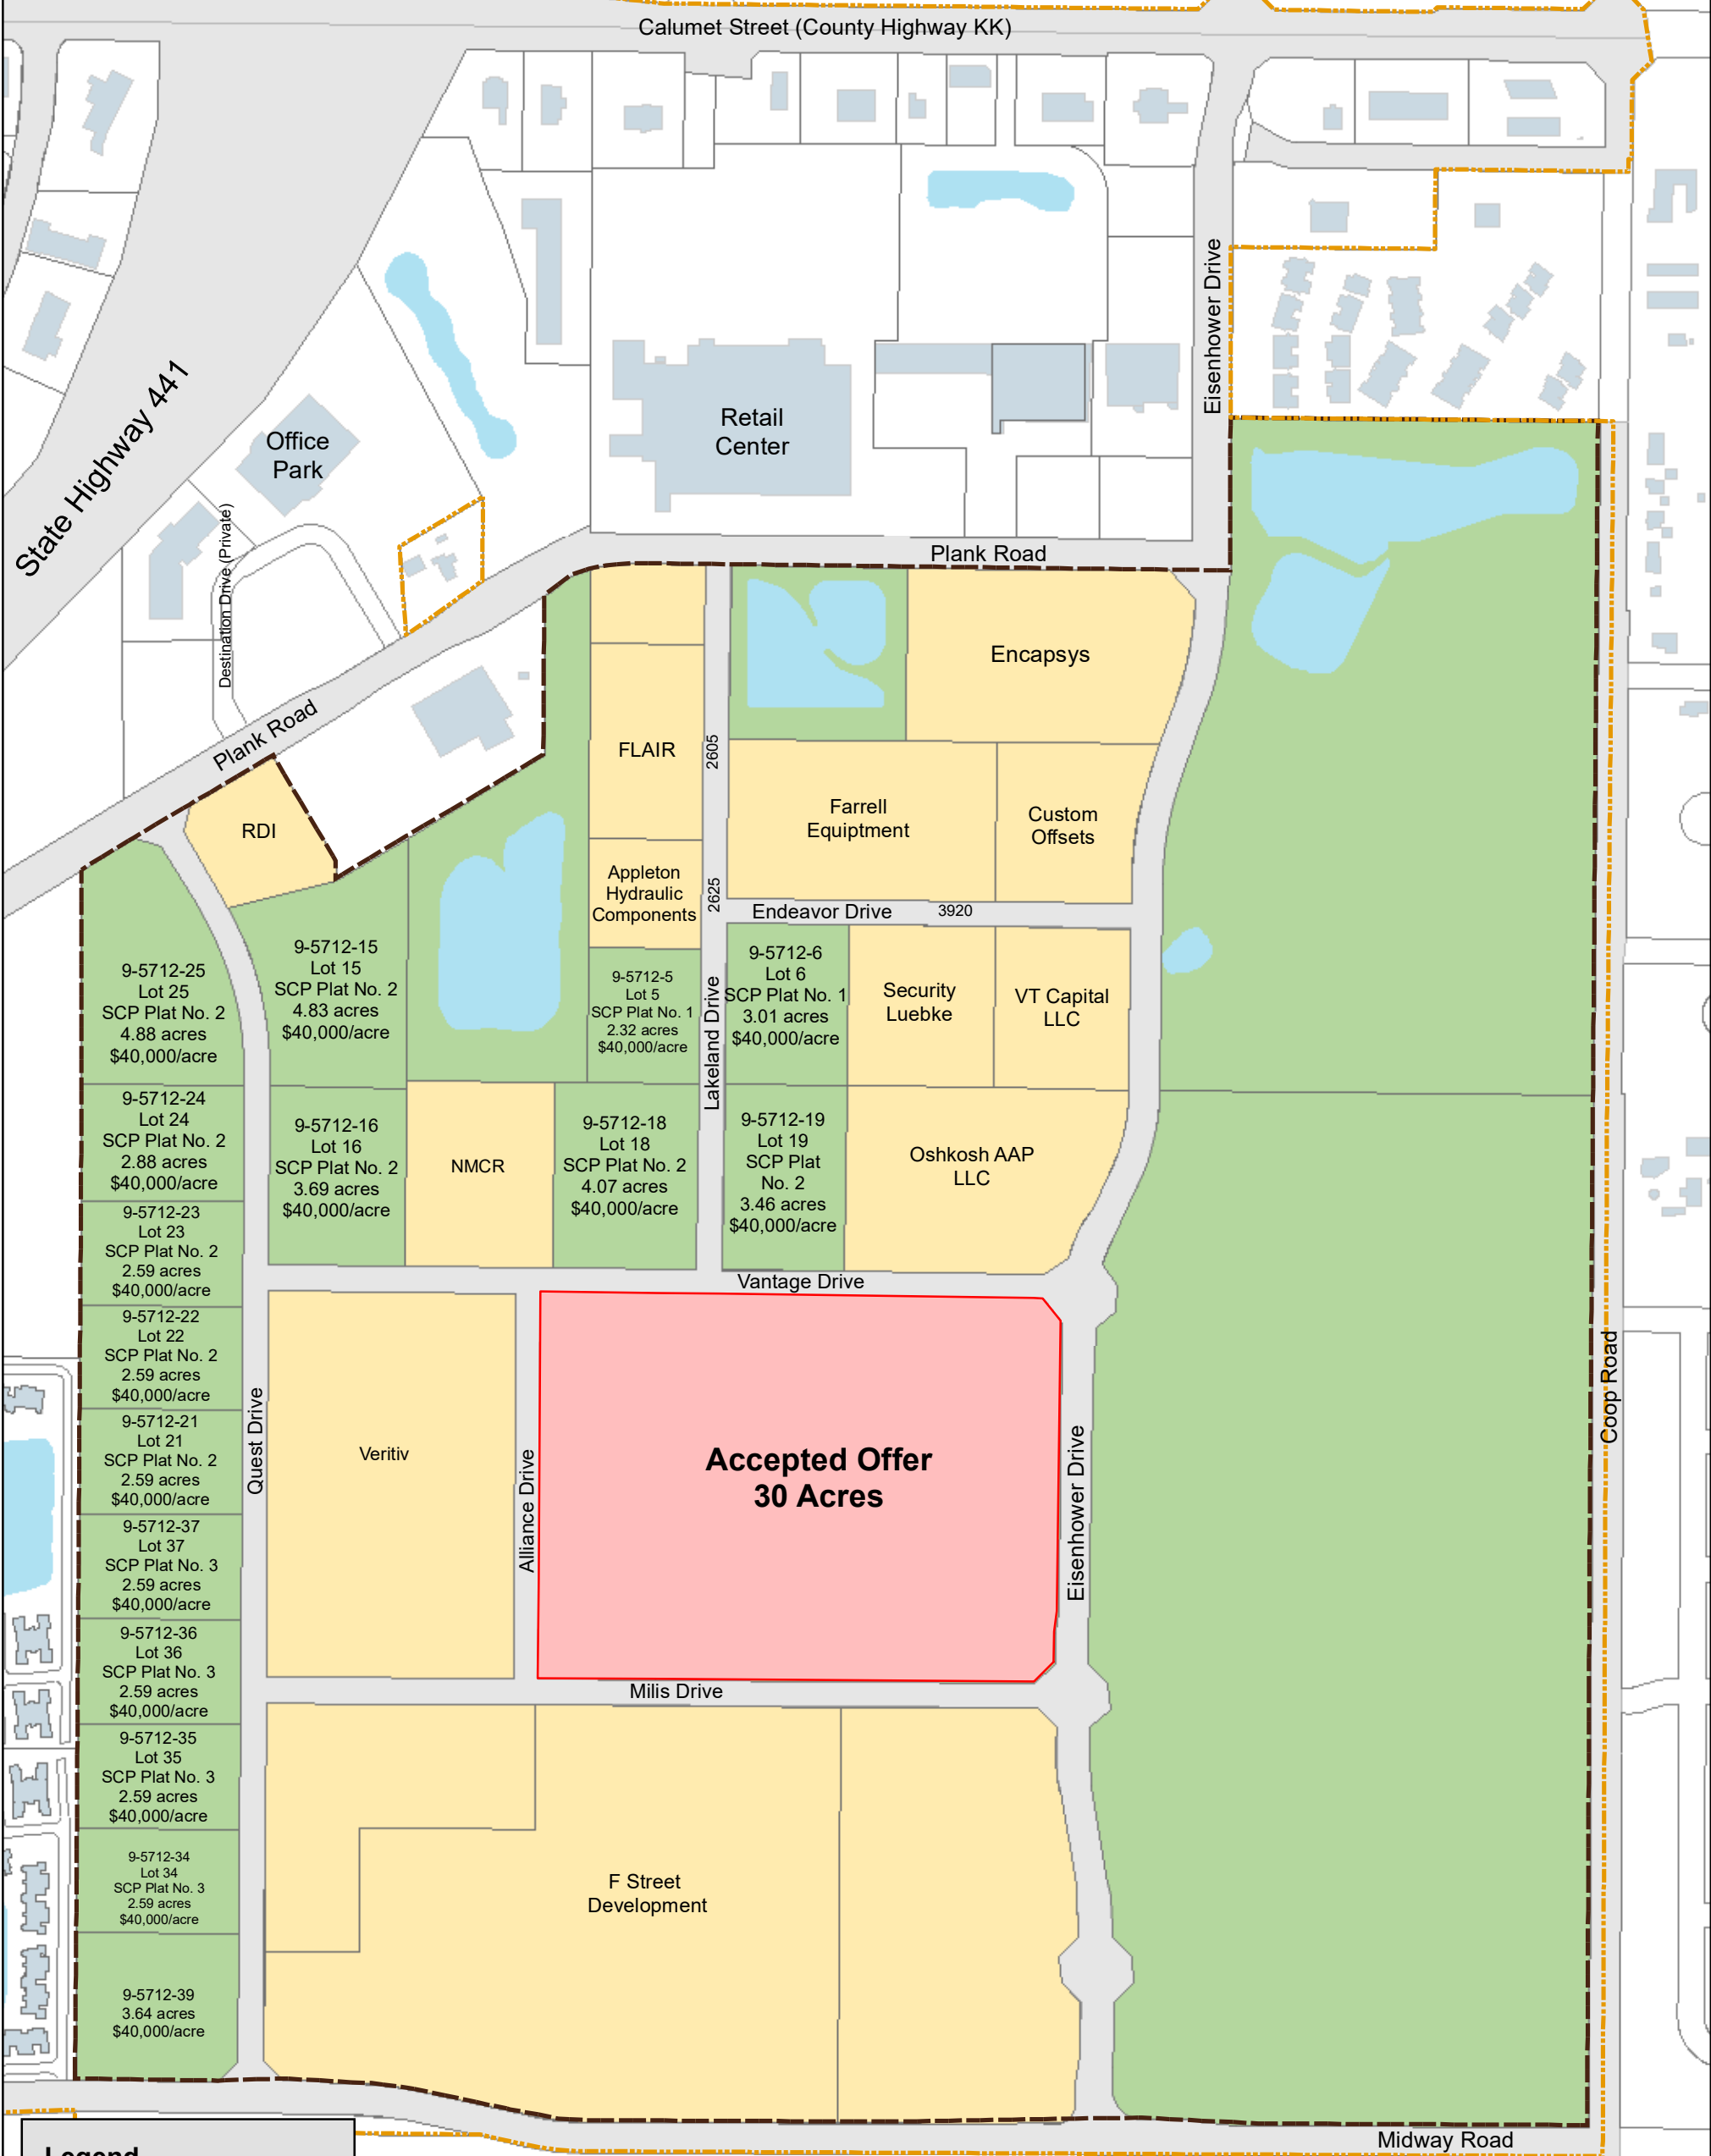 Calumet Street (County Highway KK)
Eisenhower Drive
State Highway 441
Office
Park
Retail
Center
Destination Drive (Private)
Plank Road
Plank Road
Encapsys
FLAIR
2605
RDI
Farrell
Equiptment
Custom
Offsets
Appleton
Hydraulic
Components
2625
Endeavor Drive
3920
9-5712-25
Lot 25
SCP Plat No. 2
4.88 acres
$40,000/acre
9-5712-15
Lot 15
SCP Plat No. 2
4.83 acres
$40,000/acre
9-5712-5
Lot 5
SCP Plat No. 1
2.32 acres
$40,000/acre
Lakeland Drive
9-5712-6
Lot 6
SCP Plat No. 1
3.01 acres
$40,000/acre
Security
Luebke
VT Capital
LLC
9-5712-24
Lot 24
SCP Plat No. 2
2.88 acres
$40,000/acre
9-5712-16
Lot 16
SCP Plat No. 2
3.69 acres
$40,000/acre
NMCR
9-5712-18
Lot 18
SCP Plat No. 2
4.07 acres
$40,000/acre
9-5712-19
Lot 19
SCP Plat
No. 2
3.46 acres
$40,000/acre
Oshkosh AAP
LLC
9-5712-23
Lot 23
SCP Plat No. 2
2.59 acres
$40,000/acre
Vantage Drive
9-5712-22
Lot 22
SCP Plat No. 2
2.59 acres
$40,000/acre
Coop Road
9-5712-21
Lot 21
SCP Plat No. 2
2.59 acres
$40,000/acre
Quest Drive
Veritiv
Alliance Drive
Accepted Offer
30 Acres
Eisenhower Drive
9-5712-37
Lot 37
SCP Plat No. 3
2.59 acres
$40,000/acre
9-5712-36
Lot 36
SCP Plat No. 3
2.59 acres
$40,000/acre
Milis Drive
9-5712-35
Lot 35
SCP Plat No. 3
2.59 acres
$40,000/acre
9-5712-34
Lot 34
SCP Plat No. 3
2.59 acres
$40,000/acre
F Street
Development
9-5712-39
3.64 acres
$40,000/acre
Midway Road
Legend